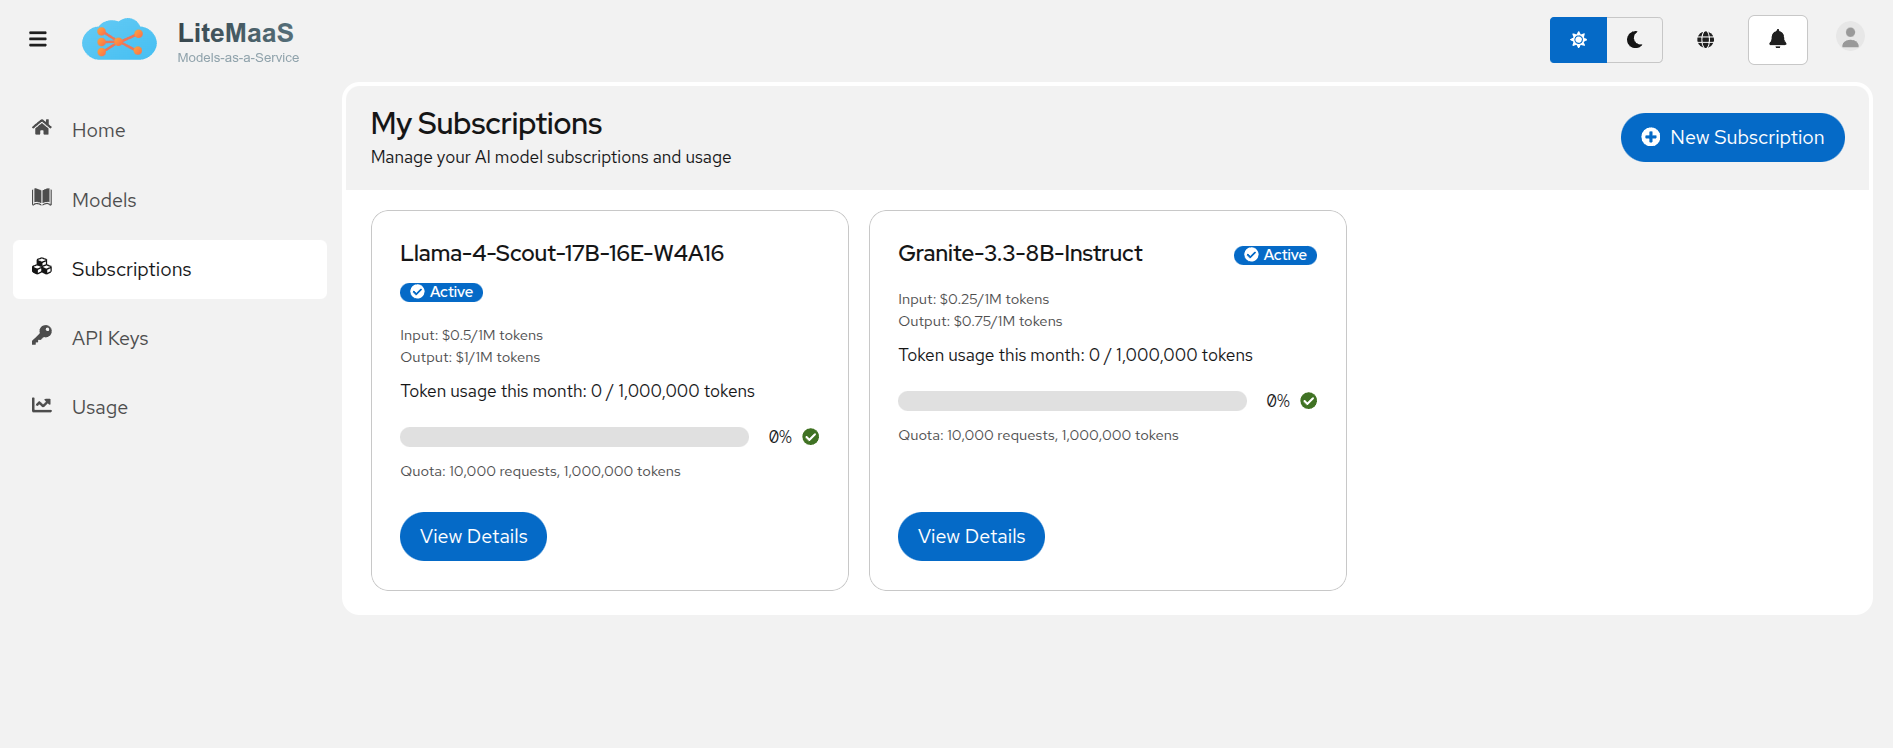 LiteMaaS
Models-as-a-Service
Home
Models
Subscriptions
API Keys
Usage
My Subscriptions
Manage your AI model subscriptions and usage
New Subscription
Llama-4-Scout-17B-16E-W4A16
Active
Input: $0.5/1M tokens
Output: $1/1M tokens
Token usage this month: 0 / 1,000,000 tokens
0%
Quota: 10,000 requests, 1,000,000 tokens
View Details
Granite-3.3-8B-Instruct
Active
Input: $0.25/1M tokens
Output: $0.75/1M tokens
Token usage this month: 0 / 1,000,000 tokens
0%
Quota: 10,000 requests, 1,000,000 tokens
View Details